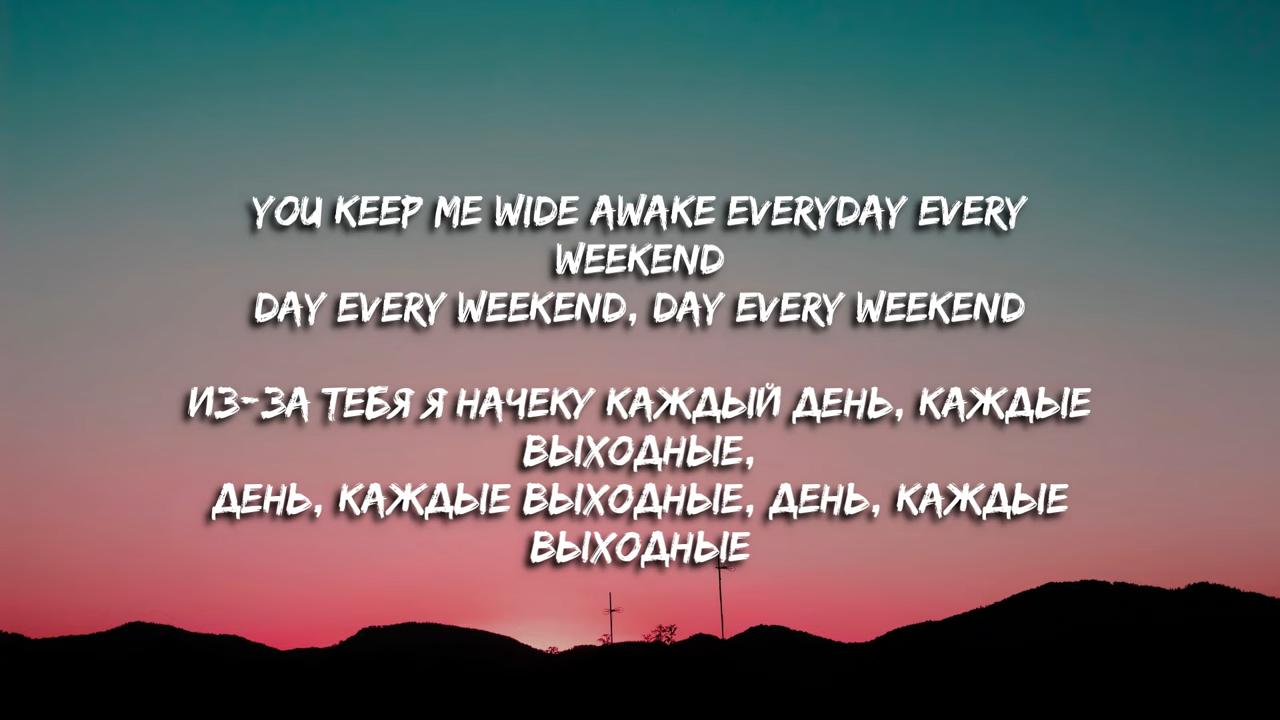 YOU KEEP ME WIDE AWAKE EVERYDAY EVERY
WEEKEND
DAY EVERY WEEKEND, DAY EVERY WEEKEND
ИЗ-ЗА ТЕБЯ Я НАЧЕКУ КАЖДЫЙ ДЕНЬ, КАЖДЫЕ
ВЫХОДНЫЕ,
ДЕНЬ, КАЖДЫЕ ВЫХОДНЫЕ, ДЕНЬ, КАЖДЫЕ
ВЫХОДНЫЕ